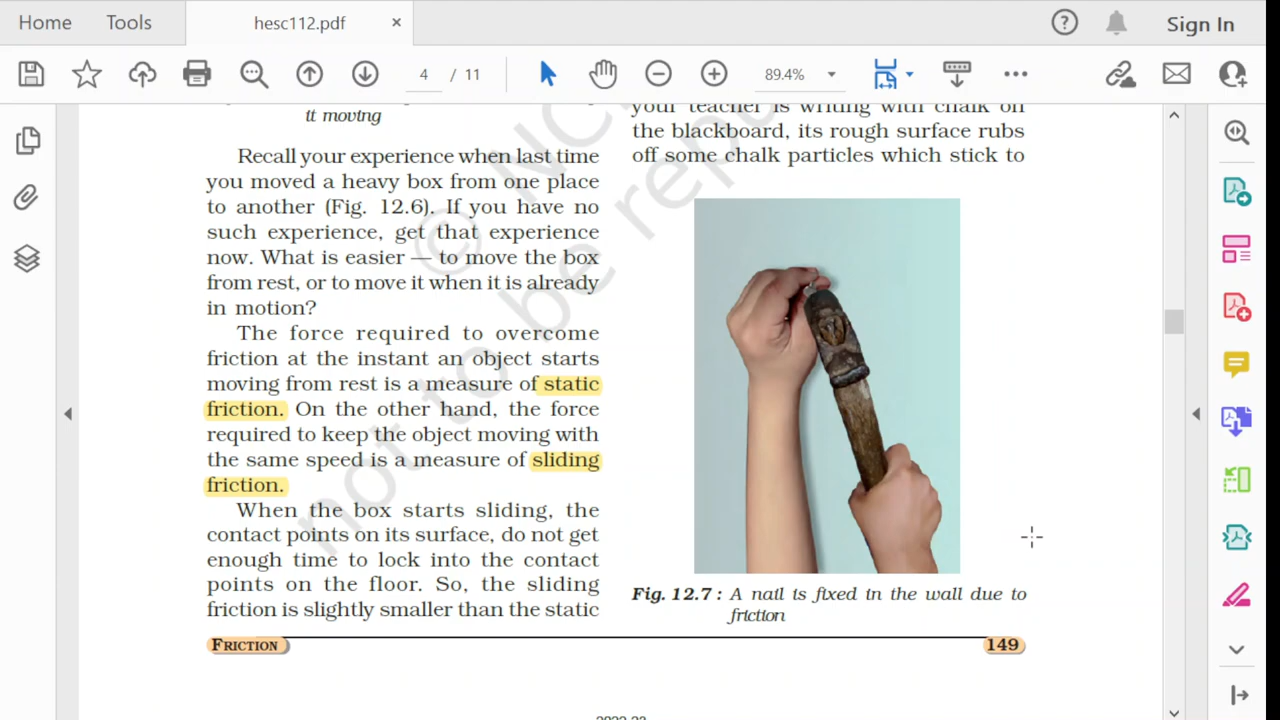 Home
Tools
hesc112.pdf
×
?
Sign In
4 / 11
89.4%
tt movtng
Recall your experience when last time
you moved a heavy box from one place
to another (Fig. 12.6). If you have no
such experience, get that experience
now. What is easier — to move the box
from rest, or to move it when it is already
in motion?
The force required to overcome
friction at the instant an object starts
moving from rest is a measure of static
friction. On the other hand, the force
required to keep the object moving with
the same speed is a measure of sliding
friction.
When the box starts sliding, the
contact points on its surface, do not get
enough time to lock into the contact
points on the floor. So, the sliding
friction is slightly smaller than the static
your teacher is writing with chalk on
the blackboard, its rough surface rubs
off some chalk particles which stick to
Fig. 12.7 : A nail is fixed tn the wall due to
friction
FRICTION
149
© NC
not to be repu